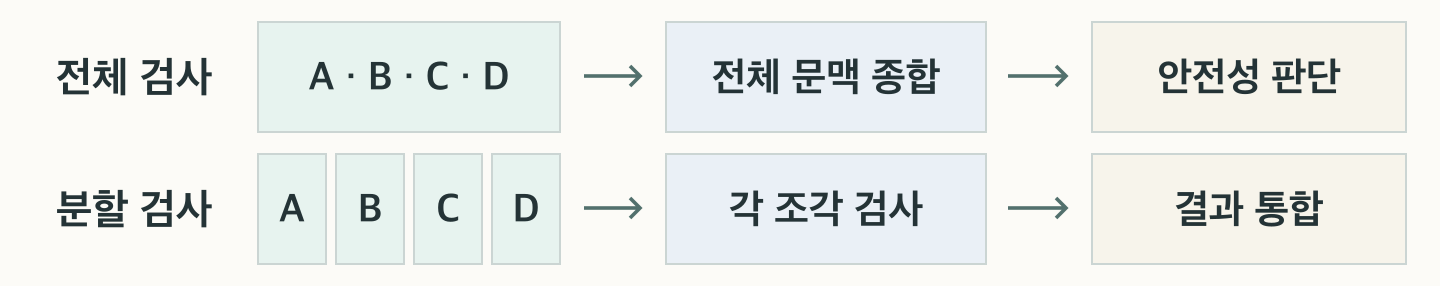 전체 검사
A · B · C · D
전체 문맥 종합
안전성 판단
분할 검사
A
B
C
D
각 조각 검사
결과 통합